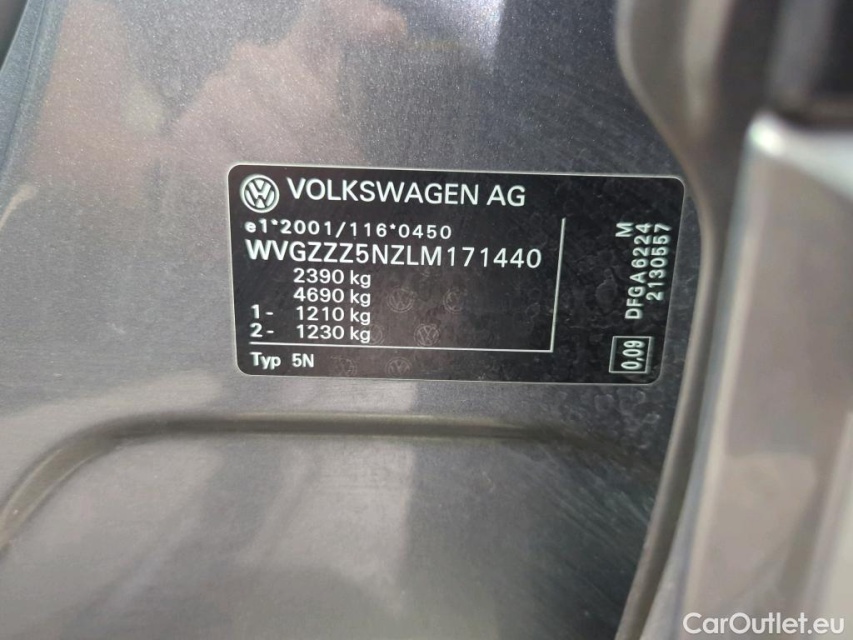 VOLKSWAGEN AG
e1*2001/116*0450
WVGZZZ5NZLM171440
2390 kg
4690 kg
1- 1210 kg
2- 1230 kg
Typ 5N
M
DFGA6224
2130557
0,09
CarOutlet.eu